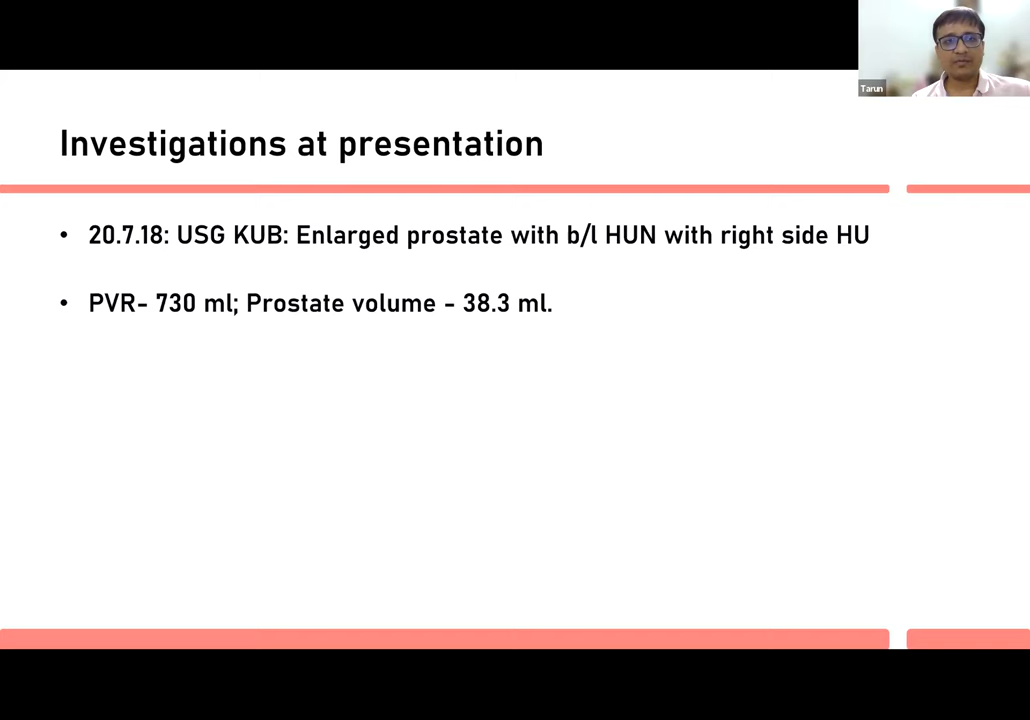 Tarun
Investigations at presentation
• 20.7.18: USG KUB: Enlarged prostate with b/l HUN with right side HU
• PVR- 730 ml; Prostate volume - 38.3 ml.